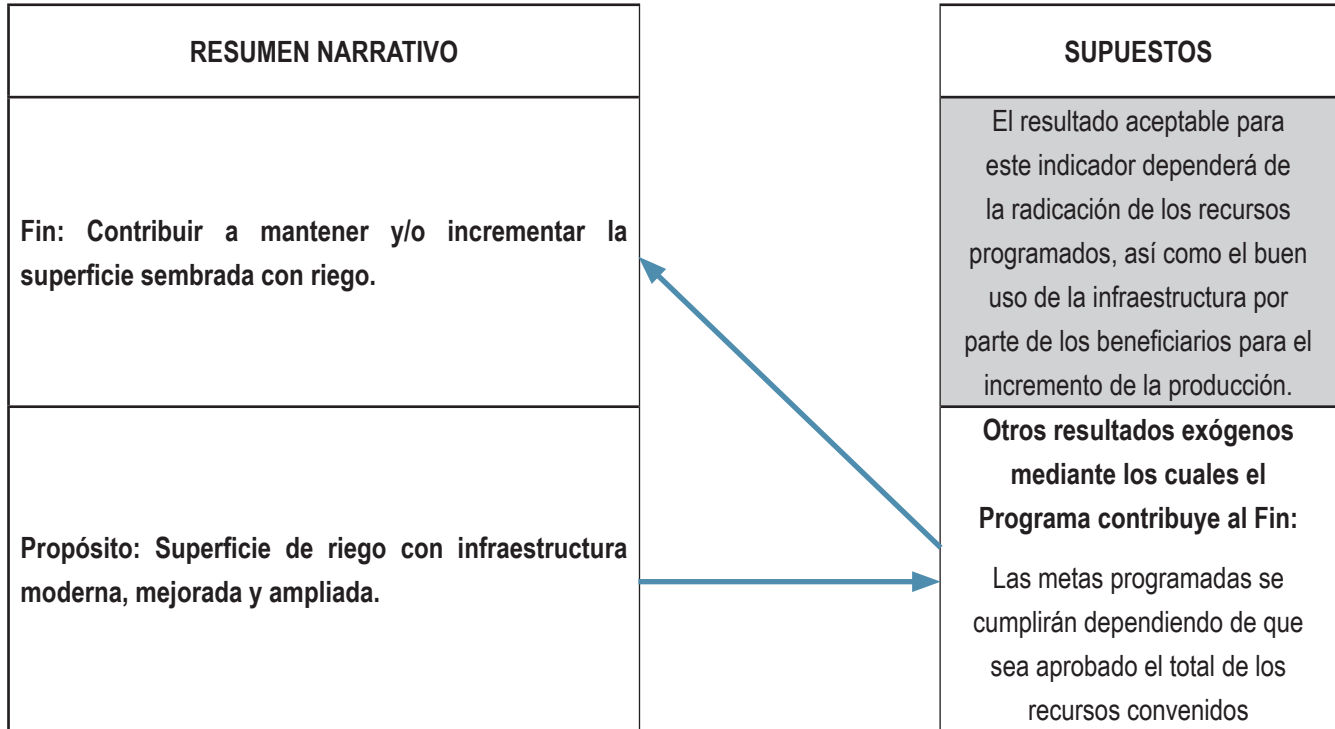 RESUMEN NARRATIVO
SUPUESTOS
Fin: Contribuir a mantener y/o incrementar la
superficie sembrada con riego.
El resultado aceptable para
este indicador dependerá de
la radicación de los recursos
programados, así como el buen
uso de la infraestructura por
parte de los beneficiarios para el
incremento de la producción.
Propósito: Superficie de riego con infraestructura
moderna, mejorada y ampliada.
Otros resultados exógenos
mediante los cuales el
Programa contribuye al Fin:
Las metas programadas se
cumplirán dependiendo de que
sea aprobado el total de los
recursos convenidos